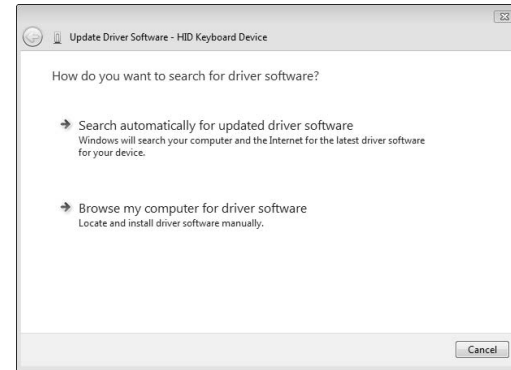 Update Driver Software - HID Keyboard Device
How do you want to search for driver software?
Search automatically for updated driver software
Windows will search your computer and the Internet for the latest driver software
for your device.
Browse my computer for driver software
Locate and install driver software manually.
Cancel